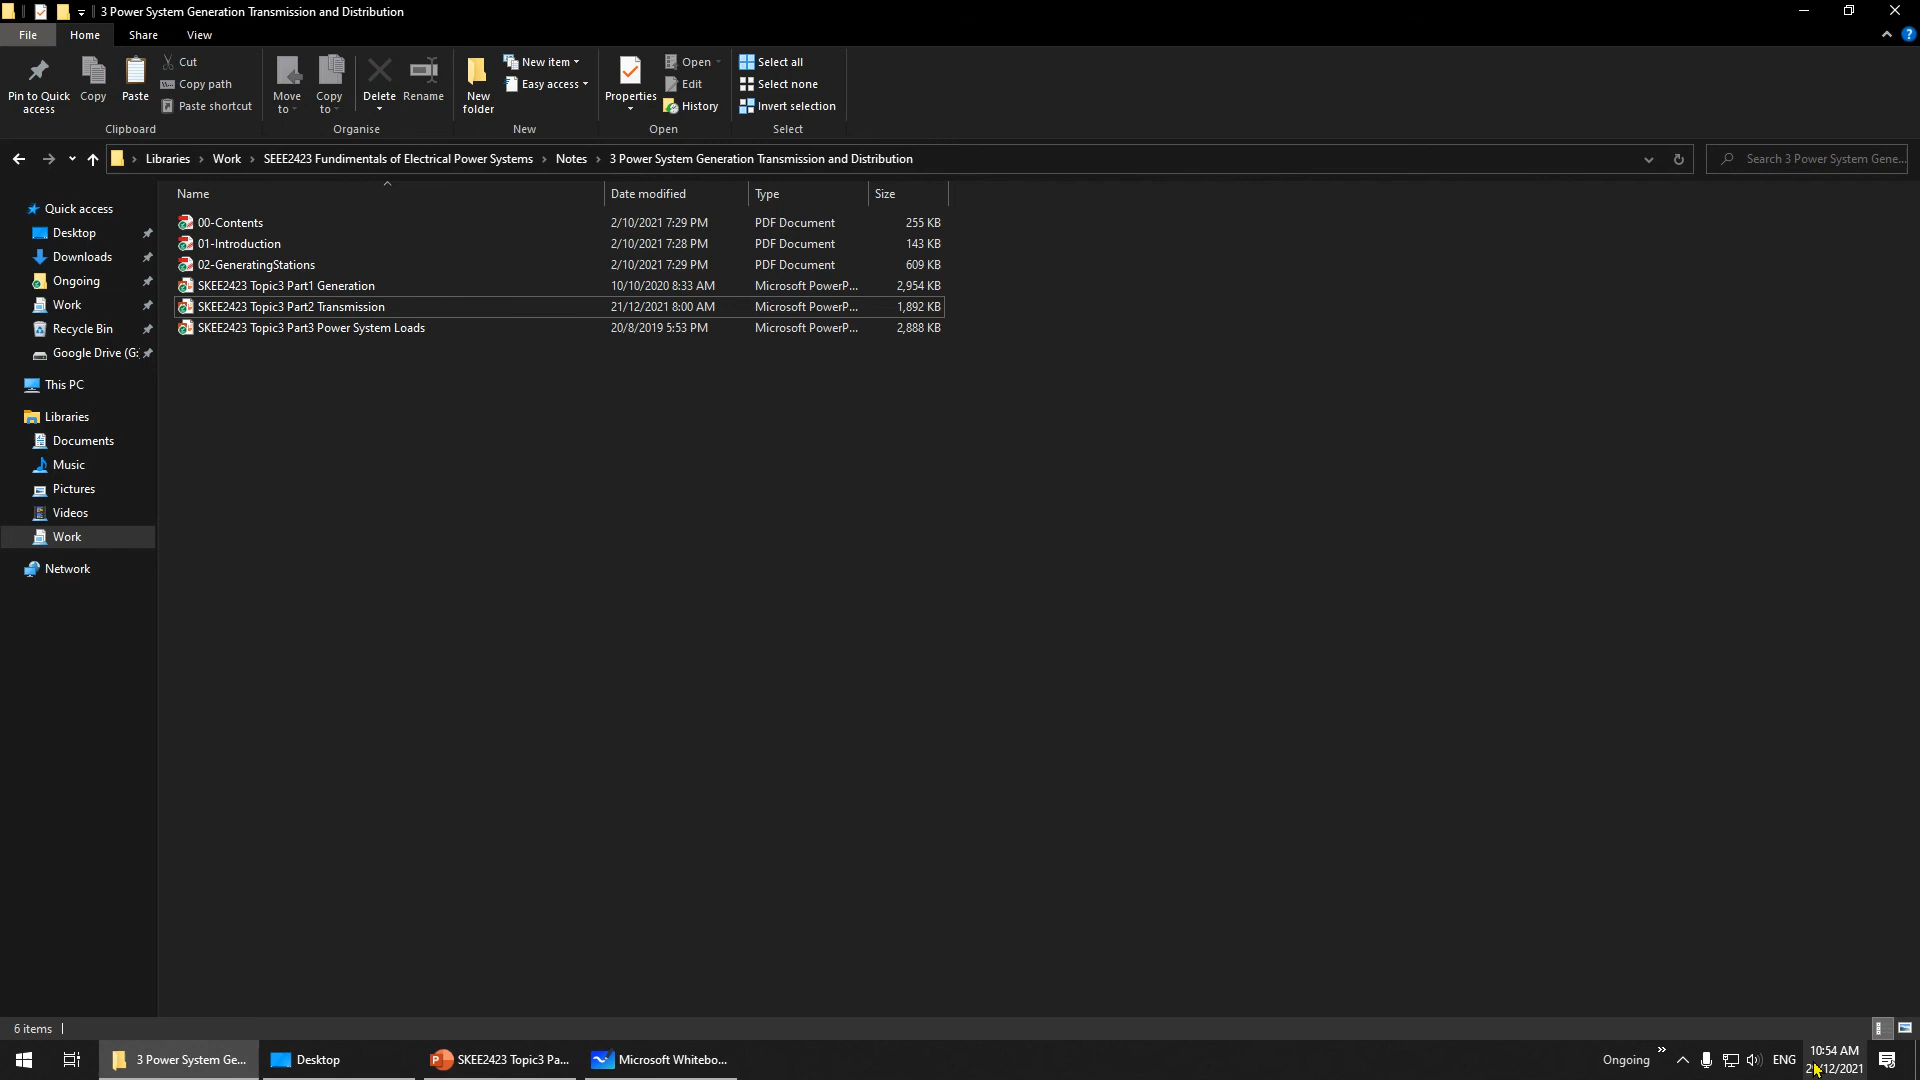 3 Power System Generation Transmission and Distribution
File Home Share View
Pin to Quick access
Copy
Paste
Cut
Copy path
Paste shortcut
Clipboard
Move to
Copy to
Delete
Rename
Organise
New folder
New item
Easy access
New
Properties
Open
Edit
History
Open
Select all
Select none
Invert selection
Select
Libraries Work SEEE2423 Fundimentals of Electrical Power Systems Notes 3 Power System Generation Transmission and Distribution
Search 3 Power System Gene...
Name Date modified Type Size
00-Contents 2/10/2021 7:29 PM PDF Document 255 KB
01-Introduction 2/10/2021 7:28 PM PDF Document 143 KB
02-GeneratingStations 2/10/2021 7:29 PM PDF Document 609 KB
SKEE2423 Topic3 Part1 Generation 10/10/2020 8:33 AM Microsoft PowerP... 2,954 KB
SKEE2423 Topic3 Part2 Transmission 21/12/2021 8:00 AM Microsoft PowerP... 1,892 KB
SKEE2423 Topic3 Part3 Power System Loads 20/8/2019 5:53 PM Microsoft PowerP... 2,888 KB
Quick access
Desktop
Downloads
Ongoing
Work
Recycle Bin
Google Drive (G:
This PC
Libraries
Documents
Music
Pictures
Videos
Work
Network
6 items
3 Power System Ge...
Desktop
SKEE2423 Topic3 Pa...
Microsoft Whitebo...
Ongoing
ENG
10:54 AM